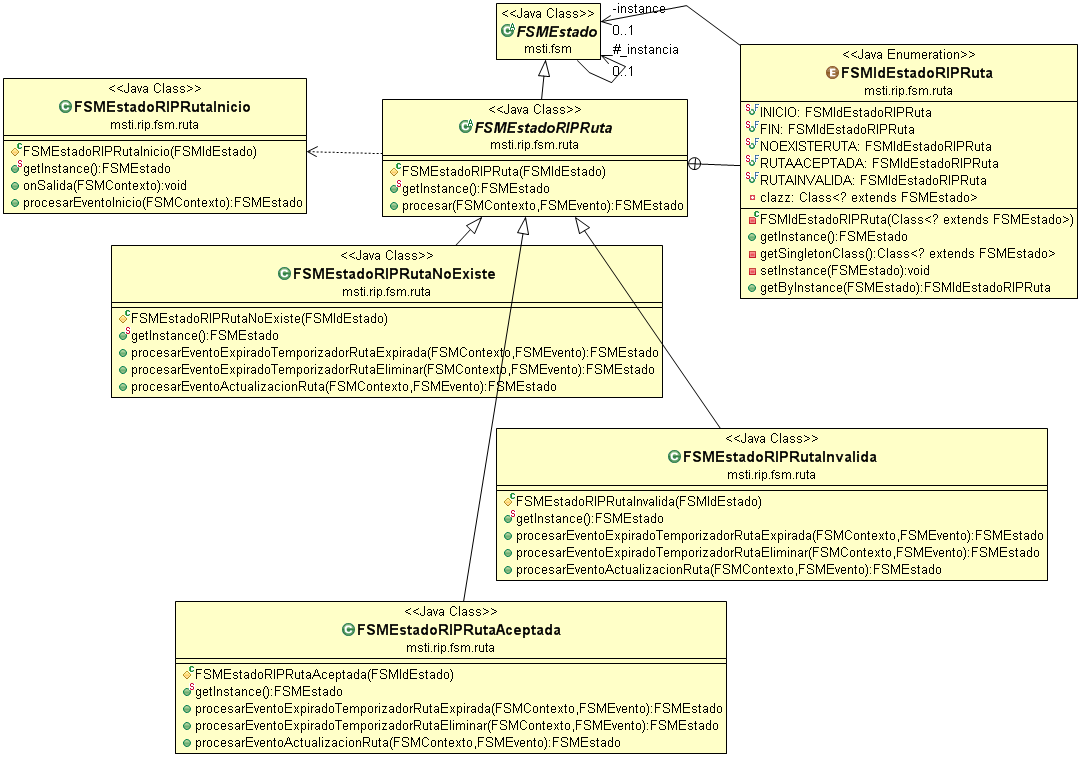 <<Java Class>>
FSMEstado
msti.fsm
-instance
0..1
#_instancia
0..1
<<Java Enumeration>>
FSMIdEstadoRIPRuta
msti.rip.fsm.ruta
INICIO: FSMIdEstadoRIPRuta
FIN: FSMIdEstadoRIPRuta
NOEXISTERUTA: FSMIdEstadoRIPRuta
RUTAACEPTADA: FSMIdEstadoRIPRuta
RUTAINVALIDA: FSMIdEstadoRIPRuta
clazz: Class<? extends FSMEstado>
FSMIdEstadoRIPRuta(Class<? extends FSMEstado>)
getInstance():FSMEstado
getSingletonClass():Class<? extends FSMEstado>
setInstance(FSMEstado):void
getByInstance(FSMEstado):FSMIdEstadoRIPRuta
<<Java Class>>
FSMEstadoRIPRutaInicio
msti.rip.fsm.ruta
FSMEstadoRIPRutaInicio(FSMIdEstado)
getInstance():FSMEstado
onSalida(FSMContexto):void
procesarEventoInicio(FSMContexto):FSMEstado
<<Java Class>>
FSMEstadoRIPRuta
msti.rip.fsm.ruta
FSMEstadoRIPRuta(FSMIdEstado)
getInstance():FSMEstado
procesar(FSMContexto,FSMEvento):FSMEstado
<<Java Class>>
FSMEstadoRIPRutaNoExiste
msti.rip.fsm.ruta
FSMEstadoRIPRutaNoExiste(FSMIdEstado)
getInstance():FSMEstado
procesarEventoExpiradoTemporizadorRutaExpirada(FSMContexto,FSMEvento):FSMEstado
procesarEventoExpiradoTemporizadorRutaEliminar(FSMContexto,FSMEvento):FSMEstado
procesarEventoActualizacionRuta(FSMContexto,FSMEvento):FSMEstado
<<Java Class>>
FSMEstadoRIPRutaInvalida
msti.rip.fsm.ruta
FSMEstadoRIPRutaInvalida(FSMIdEstado)
getInstance():FSMEstado
procesarEventoExpiradoTemporizadorRutaExpirada(FSMContexto,FSMEvento):FSMEstado
procesarEventoExpiradoTemporizadorRutaEliminar(FSMContexto,FSMEvento):FSMEstado
procesarEventoActualizacionRuta(FSMContexto,FSMEvento):FSMEstado
<<Java Class>>
FSMEstadoRIPRutaAceptada
msti.rip.fsm.ruta
FSMEstadoRIPRutaAceptada(FSMIdEstado)
getInstance():FSMEstado
procesarEventoExpiradoTemporizadorRutaExpirada(FSMContexto,FSMEvento):FSMEstado
procesarEventoExpiradoTemporizadorRutaEliminar(FSMContexto,FSMEvento):FSMEstado
procesarEventoActualizacionRuta(FSMContexto,FSMEvento):FSMEstado